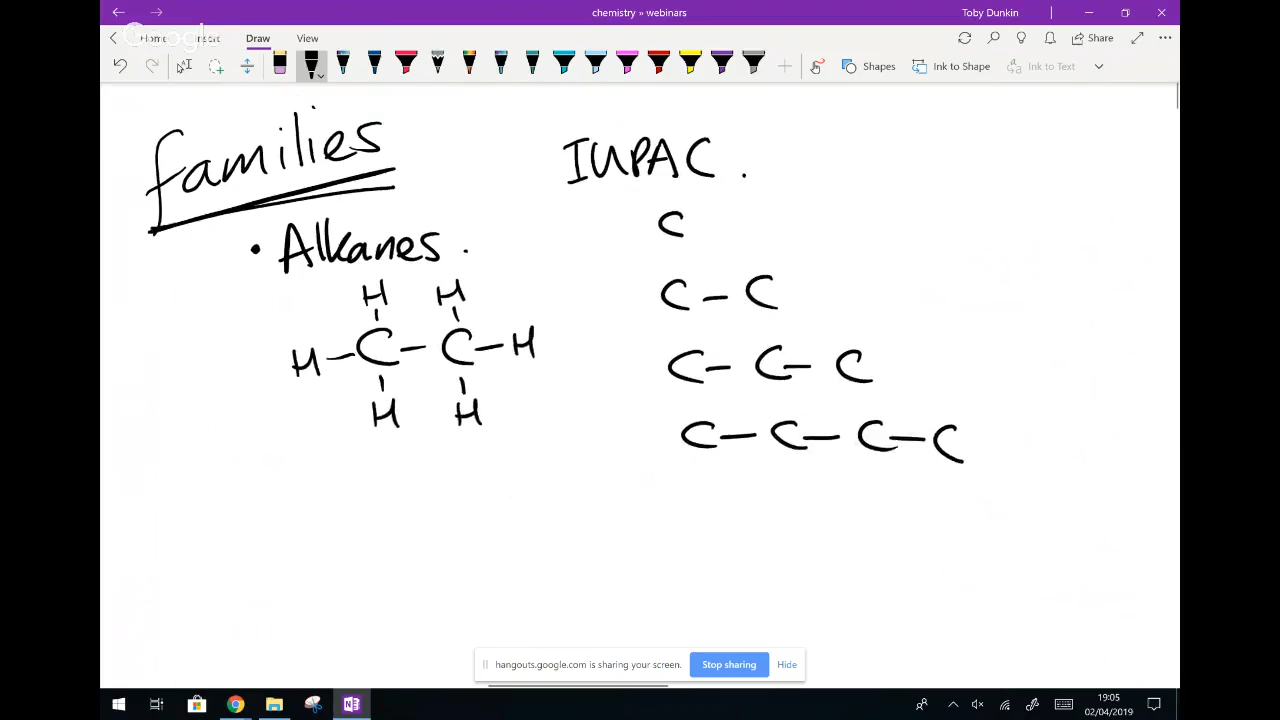 chemistry » webinars
Toby Dunkin
Google
Home Insert Draw View
Share
Shapes
Ink to Shape
Ink to Text
families
IUPAC.
• Alkanes.
C
C - C
C - C - C
C - C - C - C
H H
H - C - C - H
H H
hangouts.google.com is sharing your screen.
Stop sharing
Hide
19:05
02/04/2019